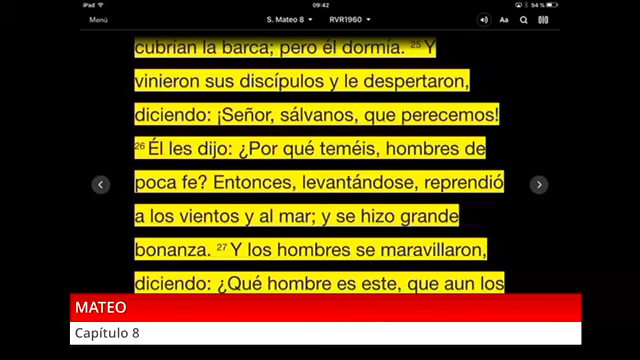 iPad
09:42
54 %
Menú
S. Mateo 8
RVR1960
Aa
cubrían la barca; pero él dormía. 25 Y
vinieron sus discípulos y le despertaron,
diciendo: ¡Señor, sálvanos, que perecemos!
26 Él les dijo: ¿Por qué teméis, hombres de
poca fe? Entonces, levantándose, reprendió
a los vientos y al mar; y se hizo grande
bonanza. 27 Y los hombres se maravillaron,
diciendo: ¿Qué hombre es este, que aun los
MATEO
Capítulo 8